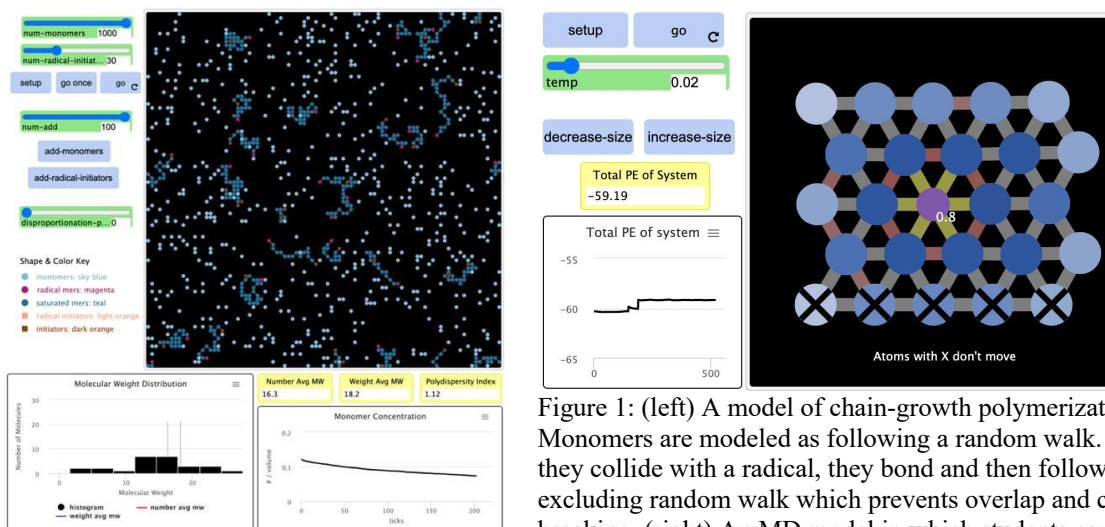 num-monomers 1000
num-radical-initiat... 30
setup go once go
num-add 100
add-monomers
add-radical-initiators
disproportionation-p... 0
Shape & Color Key
monomers: sky blue
radical mers: magenta
saturated mers: teal
radical initiators: light orange
initiators: dark orange
Molecular Weight Distribution
Number of Molecules
30
20
10
0
0 20
Molecular Weight
histogram number avg mw
weight avg mw
Number Avg MW Weight Avg MW Polydispersity Index
16.3 18.2 1.12
Monomer Concentration
# / volume
0.2
0.1
0
0 50 100 150 200
ticks
setup go
temp 0.02
decrease-size increase-size
Total PE of System
-59.19
Total PE of system
-55
-60
-65
0 500
0.8
Atoms with X don't move
Figure 1: (left) A model of chain-growth
Monomers are modeled as following a random walk.
they collide with a radical, they bond and then follow
excluding random walk which prevents overlap and